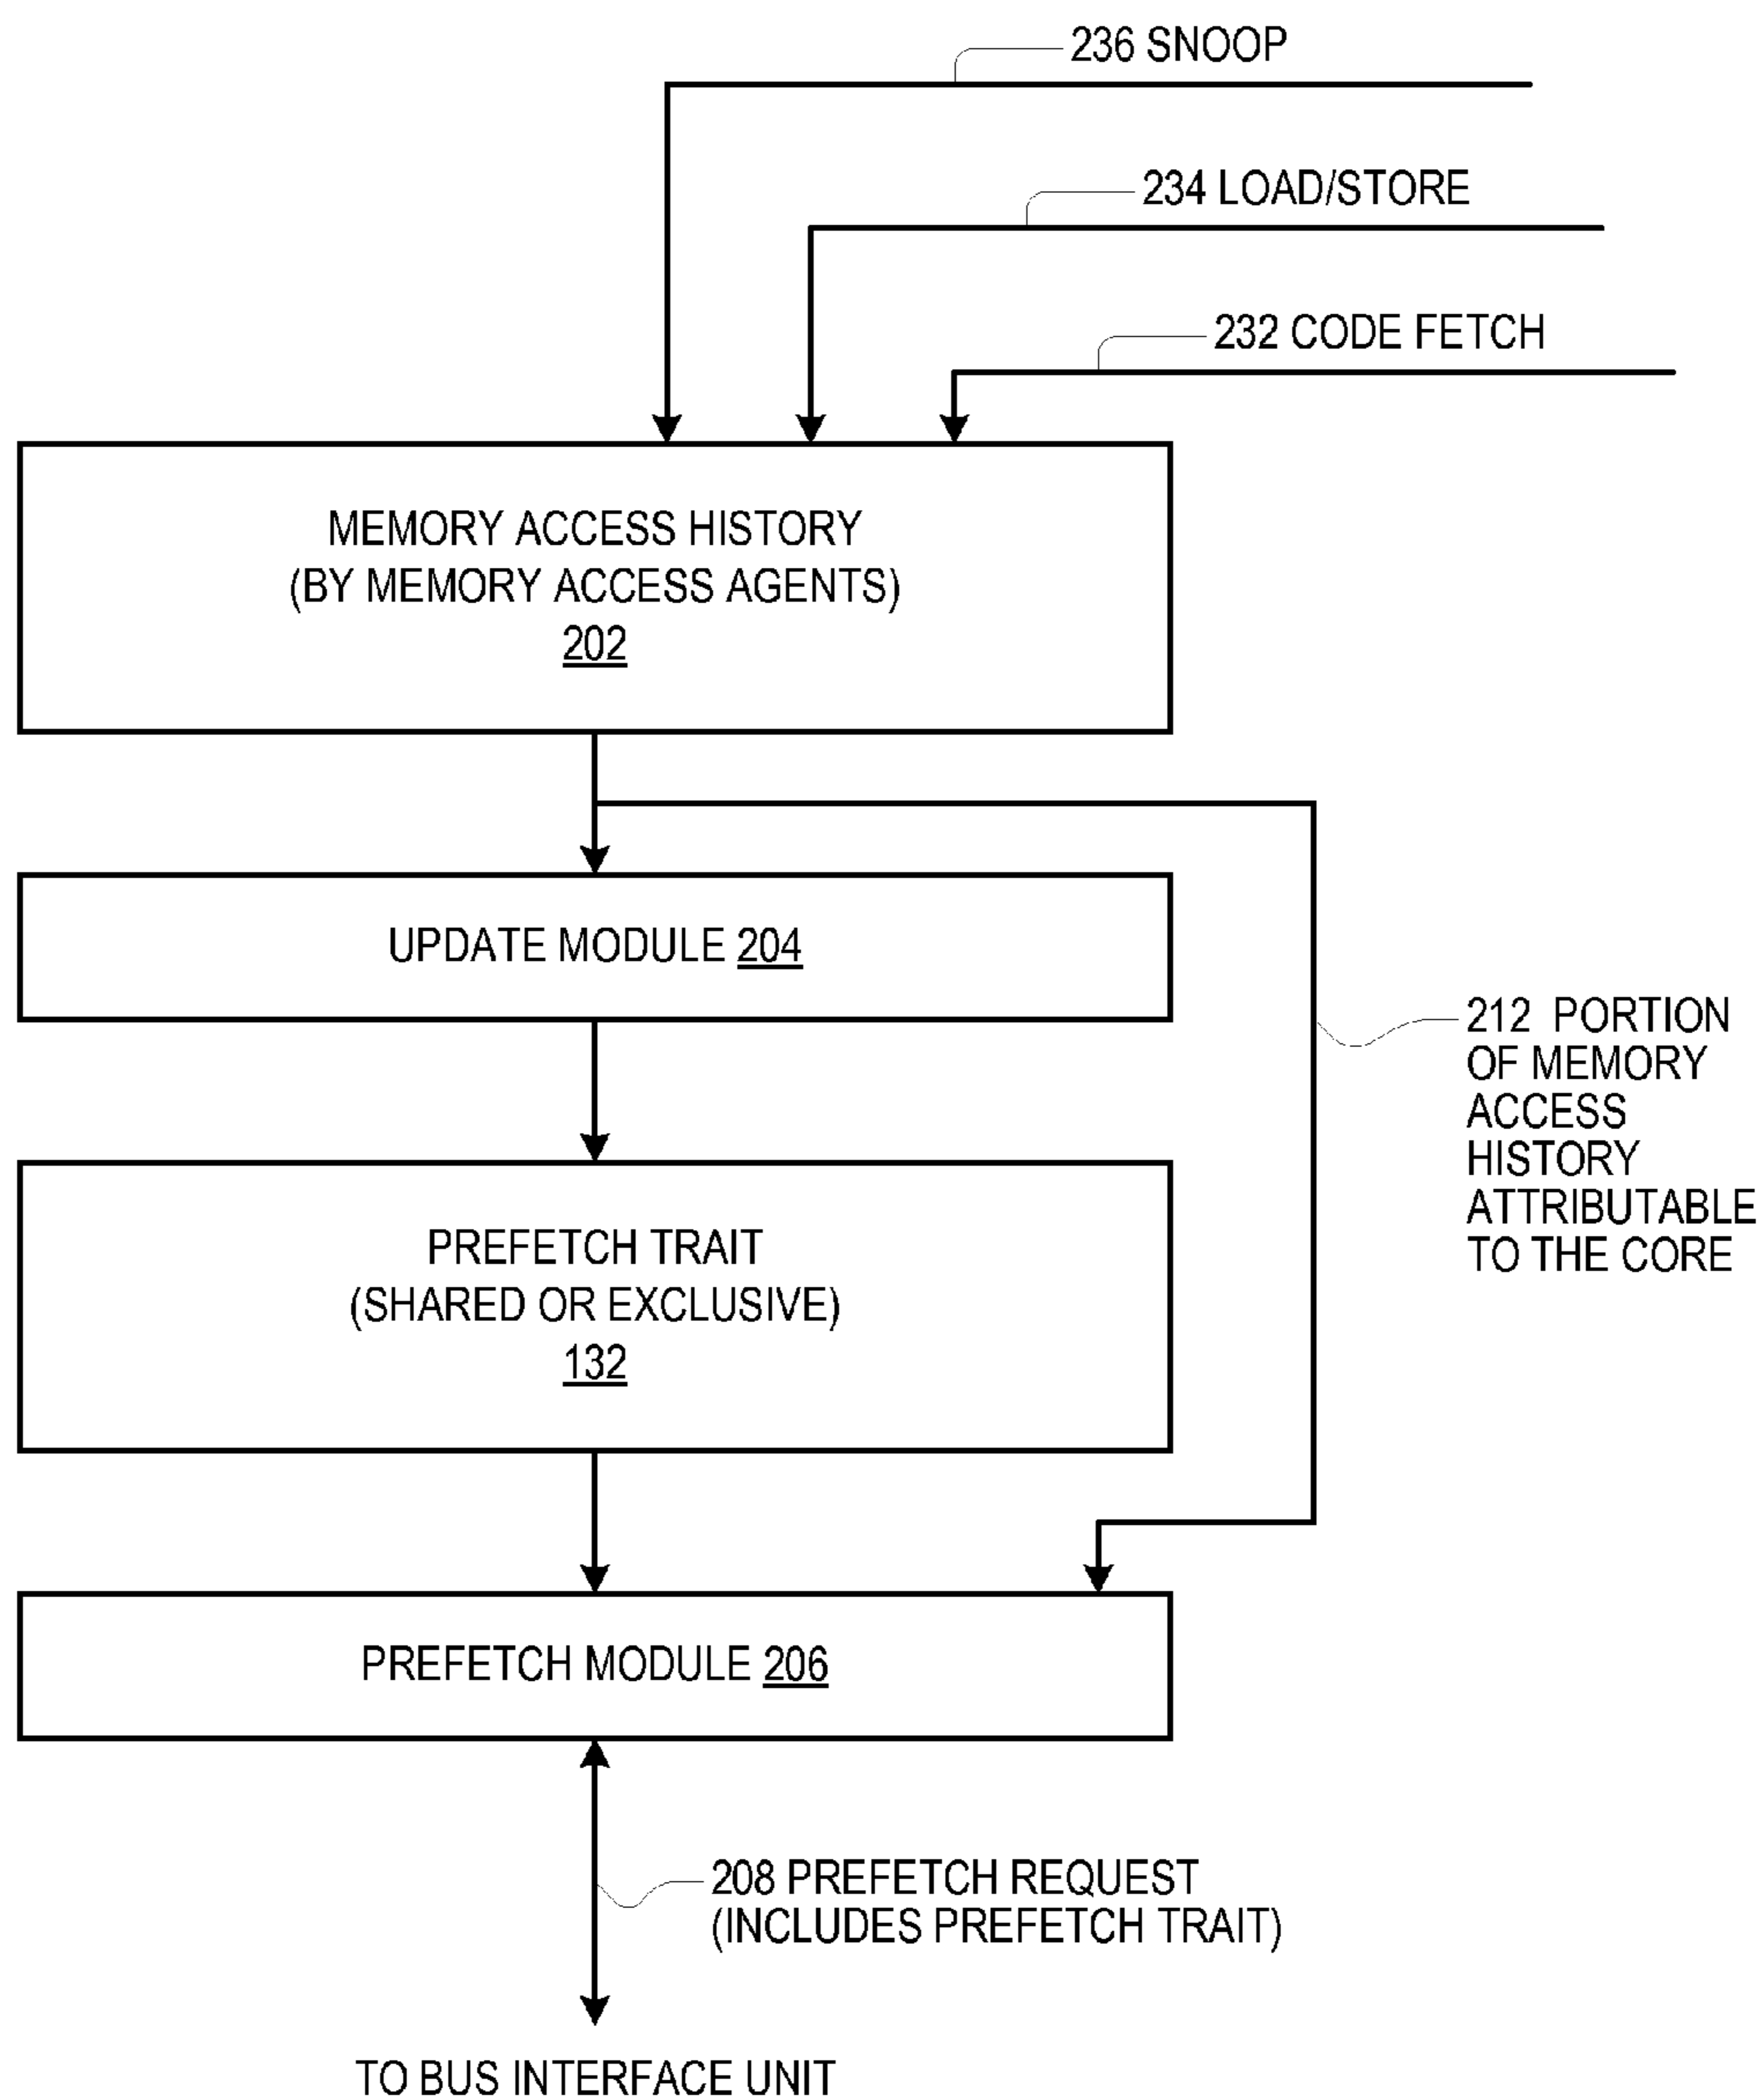 236 SNOOP
234 LOAD/STORE
232 CODE FETCH
MEMORY ACCESS HISTORY
(BY MEMORY ACCESS AGENTS)
202
UPDATE MODULE 204
212 PORTION
OF MEMORY
ACCESS
HISTORY
ATTRIBUTABLE
TO THE CORE
PREFETCH TRAIT
(SHARED OR EXCLUSIVE)
132
PREFETCH MODULE 206
208 PREFETCH REQUEST
(INCLUDES PREFETCH TRAIT)
TO BUS INTERFACE UNIT